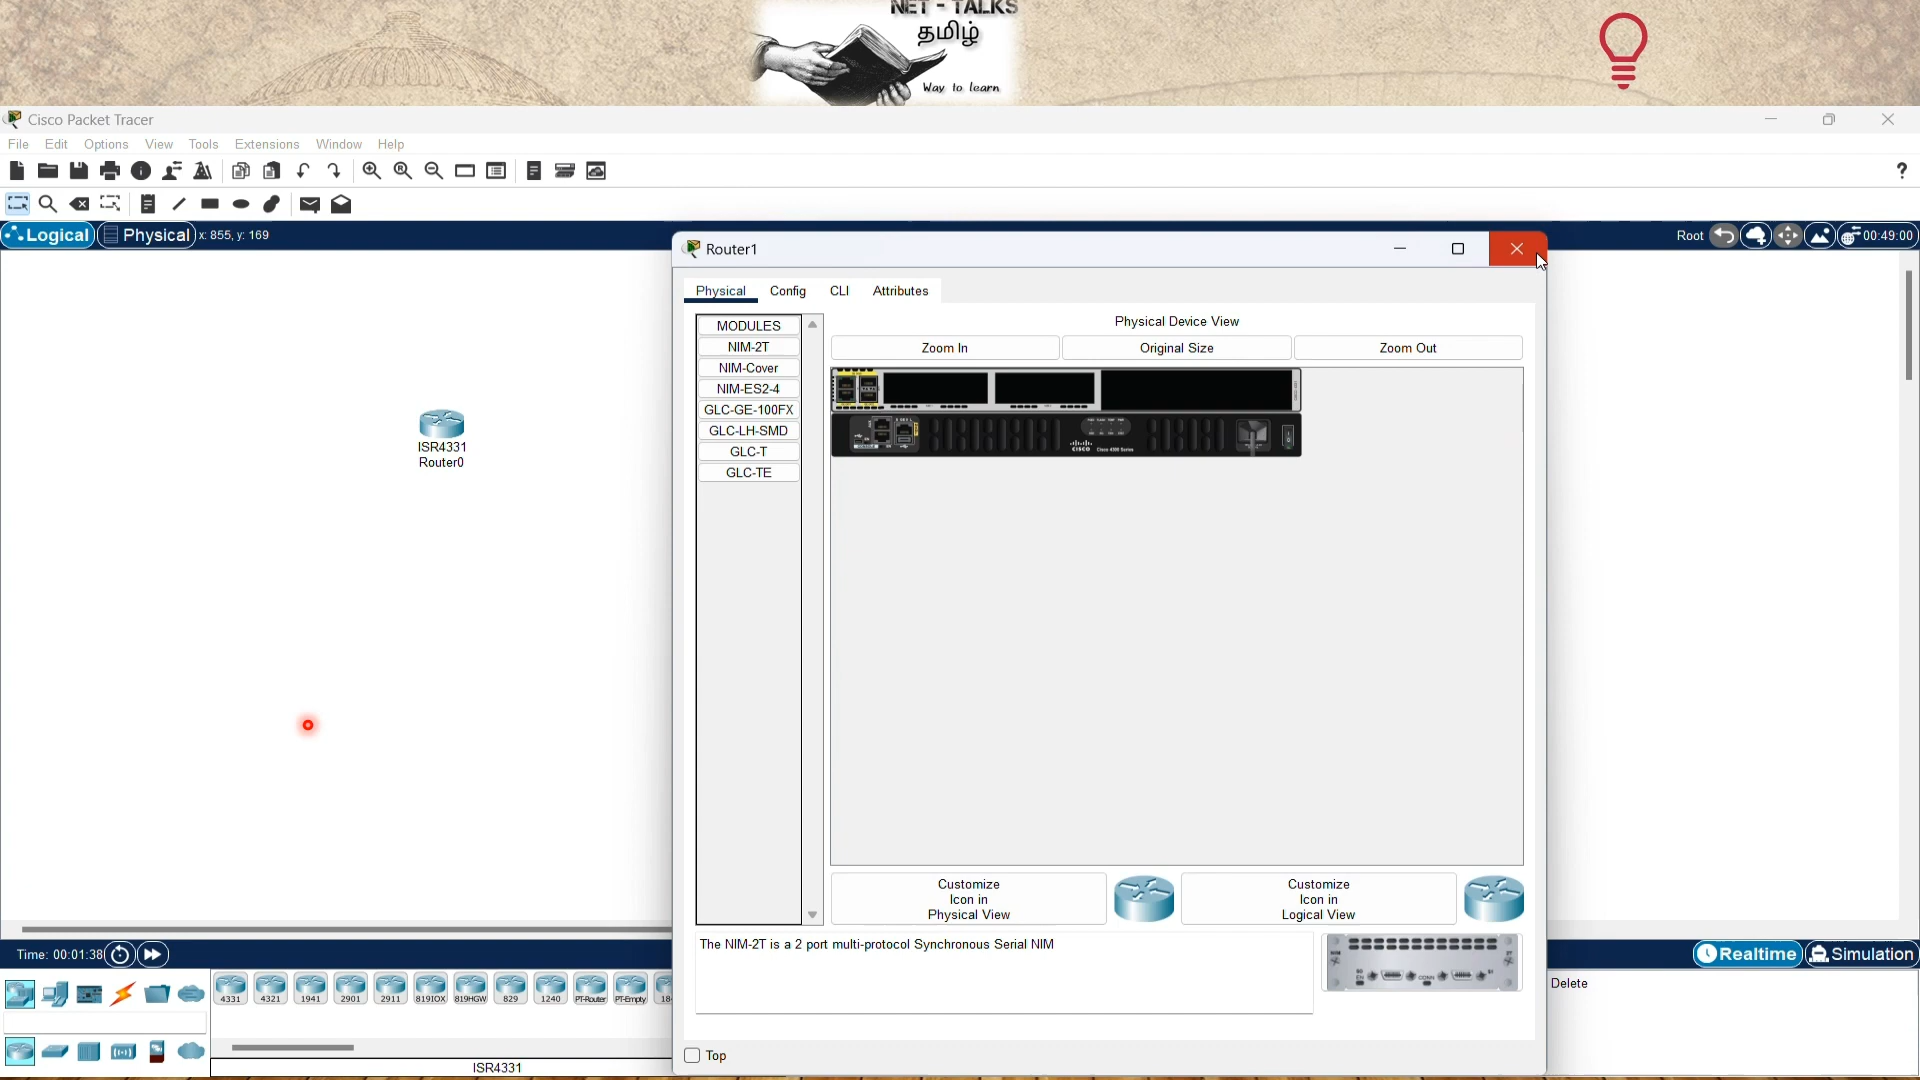 NET - TALKS
தமிழ்
Way to learn
Cisco Packet Tracer
File Edit Options View Tools Extensions Window Help
?
Logical Physical x: 855, y: 169
Root 00:49:00
Router1
Physical Config CLI Attributes
MODULES
NIM-2T
NIM-Cover
NIM-ES2-4
GLC-GE-100FX
GLC-LH-SMD
GLC-T
GLC-TE
Physical Device View
Zoom In Original Size Zoom Out
CISCO Cisco 4300 Series
ISR4331
Router0
Customize
Icon in
Physical View
Customize
Icon in
Logical View
The NIM-2T is a 2 port multi-protocol Synchronous Serial NIM
Top
Time: 00:01:38
Realtime Simulation
4331 4321 1941 2901 2911 819IOX 819HGW 829 1240 PT-Router PT-Empty 18
ISR4331
Delete